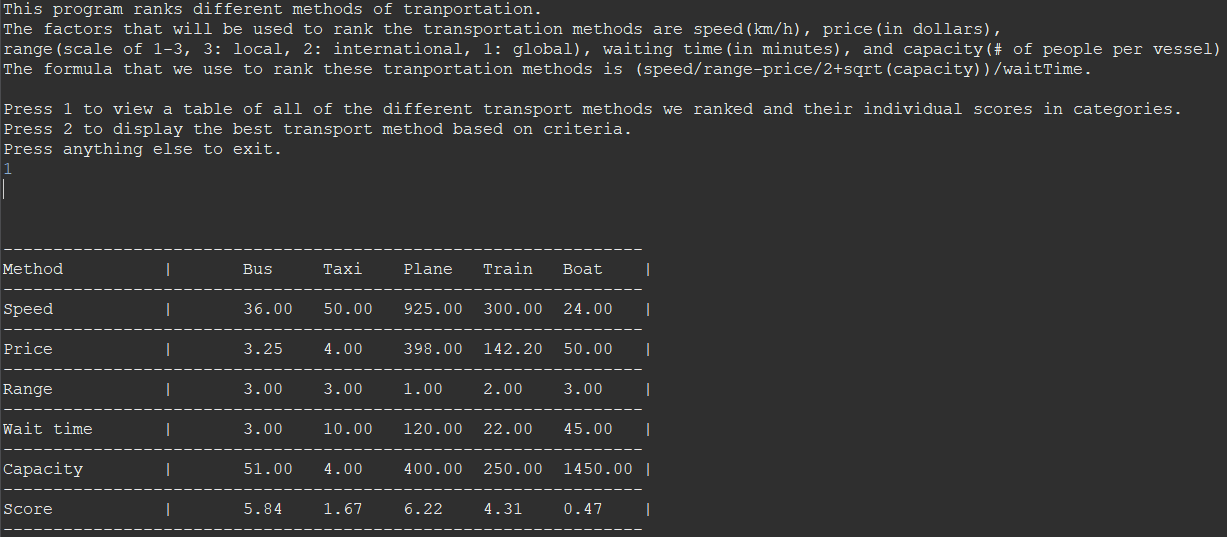 This program ranks different methods of tranportation.
The factors that will be used to rank the transportation methods are speed(km/h), price(in dollars),
range(scale of 1-3, 3: local, 2: international, 1: global), waiting time(in minutes), and capacity(# of people per vessel)
The formula that we use to rank these tranportation methods is (speed/range-price/2+sqrt(capacity))/waitTime.
Press 1 to view a table of all of the different transport methods we ranked and their individual scores in categories.
Press 2 to display the best transport method based on criteria.
Press anything else to exit.
1
----------------------------------------------------------------
Method | Bus Taxi Plane Train Boat |
----------------------------------------------------------------
Speed | 36.00 50.00 925.00 300.00 24.00 |
----------------------------------------------------------------
Price | 3.25 4.00 398.00 142.20 50.00 |
----------------------------------------------------------------
Range | 3.00 3.00 1.00 2.00 3.00 |
----------------------------------------------------------------
Wait time | 3.00 10.00 120.00 22.00 45.00 |
----------------------------------------------------------------
Capacity | 51.00 4.00 400.00 250.00 1450.00 |
----------------------------------------------------------------
Score | 5.84 1.67 6.22 4.31 0.47 |
----------------------------------------------------------------